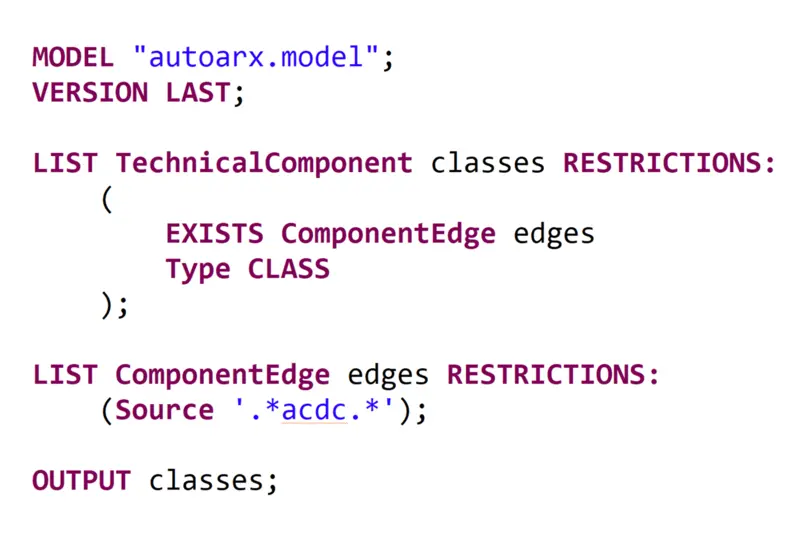 MODEL "autoarx.model";
VERSION LAST;
LIST TechnicalComponent classes RESTRICTIONS:
(
EXISTS ComponentEdge edges
Type CLASS
);
LIST ComponentEdge edges RESTRICTIONS:
(Source '.*acdc.*');
OUTPUT classes;